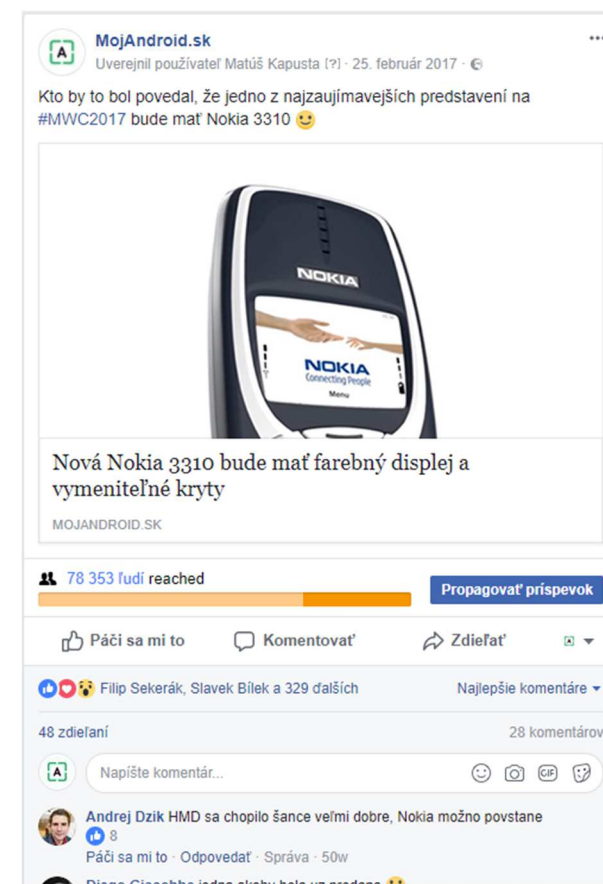 MojAndroid.sk
Uverejnil používateľ Matúš Kapusta [?] · 25. február 2017 ·
Kto by to bol povedal, že jedno z najzaujímavejších predstavení na
#MWC2017 bude mať Nokia 3310
NOKIA
NOKIA
Connecting People
Menu
Nová Nokia 3310 bude mať farebný displej a
vymeniteľné kryty
MOJANDROID.SK
78 353 ľudí reached
Propagovať príspevok
Páči sa mi to Komentovať Zdieľať
Filip Sekerák, Slavek Bílek a 329 ďalších Najlepšie komentáre
48 zdieľaní 28 komentárov
Napíšte komentár...
GIF
Andrej Dzik HMD sa chopilo šance veľmi dobre, Nokia možno povstane
8
Páči sa mi to · Odpovedať · Správa · 50w